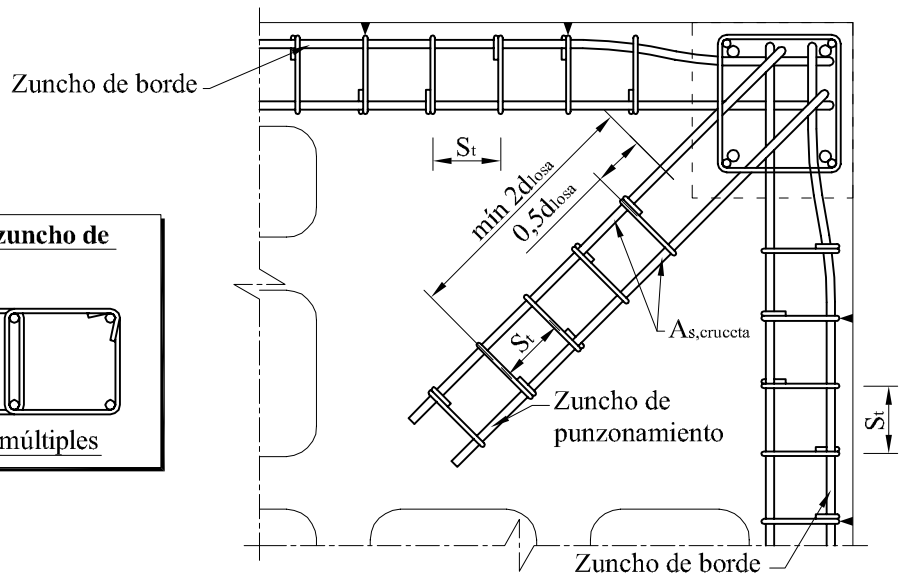 Zuncho de borde
St
mín 2dlosa
0,5dlosa
zuncho de
As,cruceta
St
Zuncho de
punzonamiento
múltiples
St
Zuncho de borde